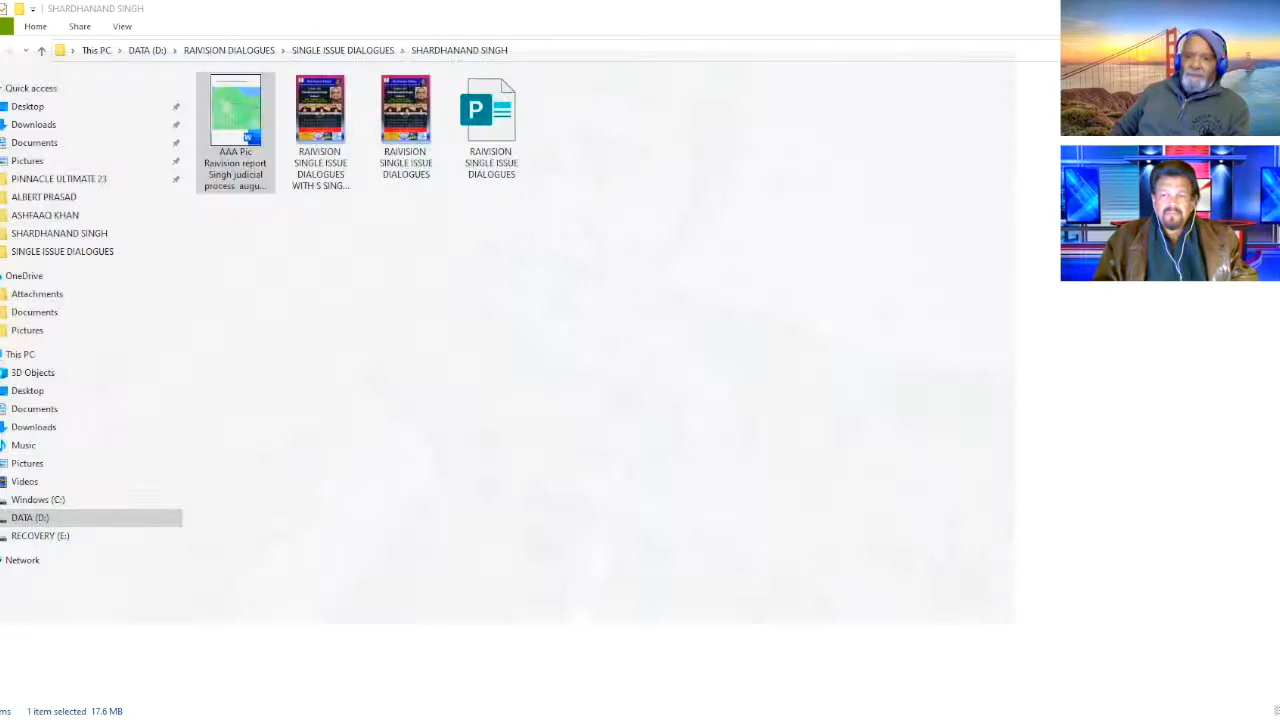 SHARDHANAND SINGH
Home Share View
This PC > DATA (D:) > RAIVISION DIALOGUES > SINGLE ISSUE DIALOGUES > SHARDHANAND SINGH
Quick access
Desktop
Downloads
Documents
Pictures
PINNACLE ULTIMATE 23
ALBERT PRASAD
ASHFAAQ KHAN
SHARDHANAND SINGH
SINGLE ISSUE DIALOGUES
OneDrive
Attachments
Documents
Pictures
This PC
3D Objects
Desktop
Documents
Downloads
Music
Pictures
Videos
Windows (C:)
DATA (D:)
RECOVERY (E:)
Network
AAA Pic
Raivision report
Singh judicial
process augu...
RAIVISION
SINGLE ISSUE
DIALOGUES
WITH S SING...
RAIVISION
SINGLE ISSUE
DIALOGUES
P
RAIVISION
SINGLE ISSUE
DIALOGUES
ms 1 item selected 17.6 MB